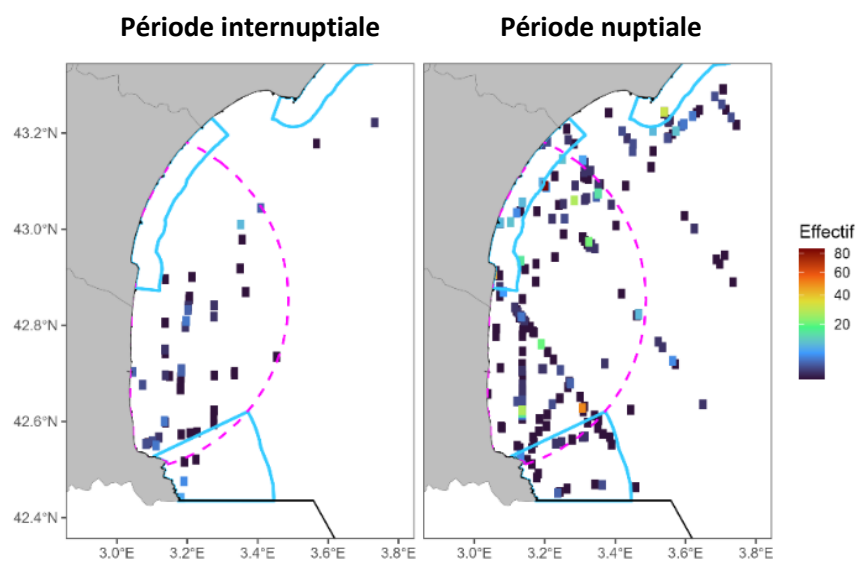 Période internuptiale Période nuptiale
43.2°N
43.0°N
42.8°N
42.6°N
42.4°N
3.0°E 3.2°E 3.4°E 3.6°E 3.8°E 3.0°E 3.2°E 3.4°E 3.6°E 3.8°E
Effectif
80
60
40
20